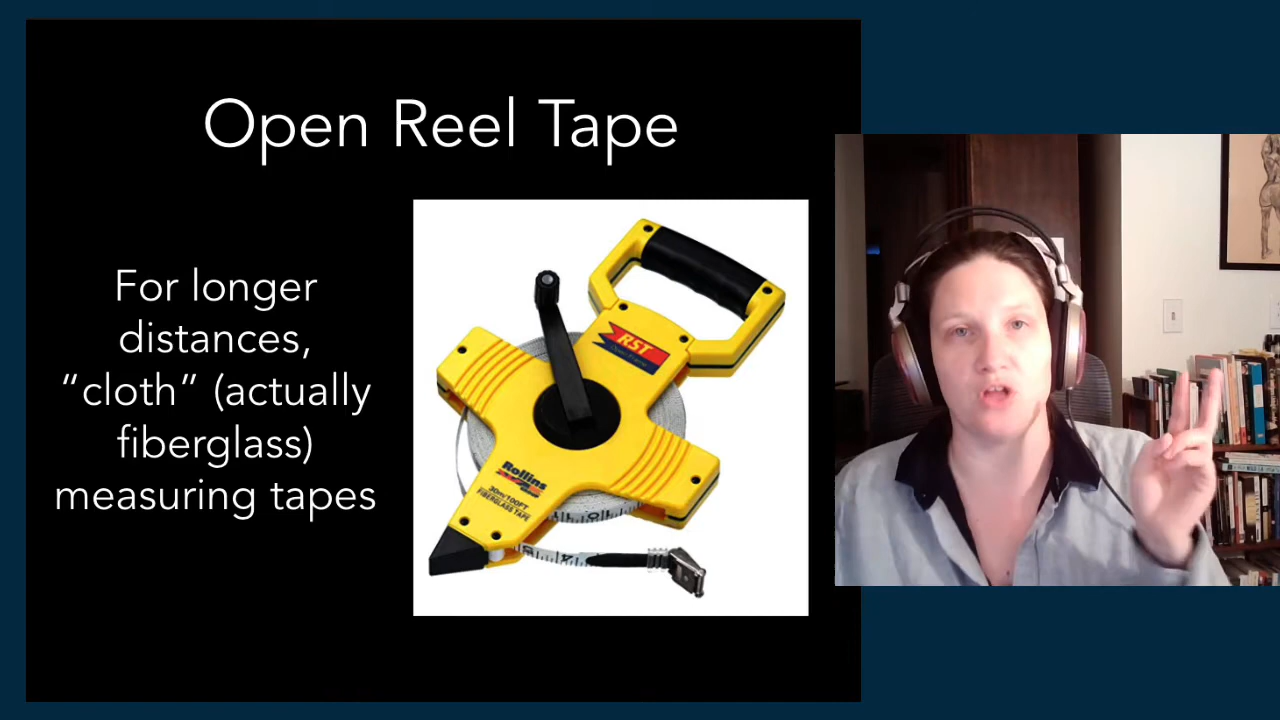 Open Reel Tape
For longer
distances,
“cloth” (actually
fiberglass)
measuring tapes
RST
Rollins
30m/100FT
FIBERGLASS TAPE